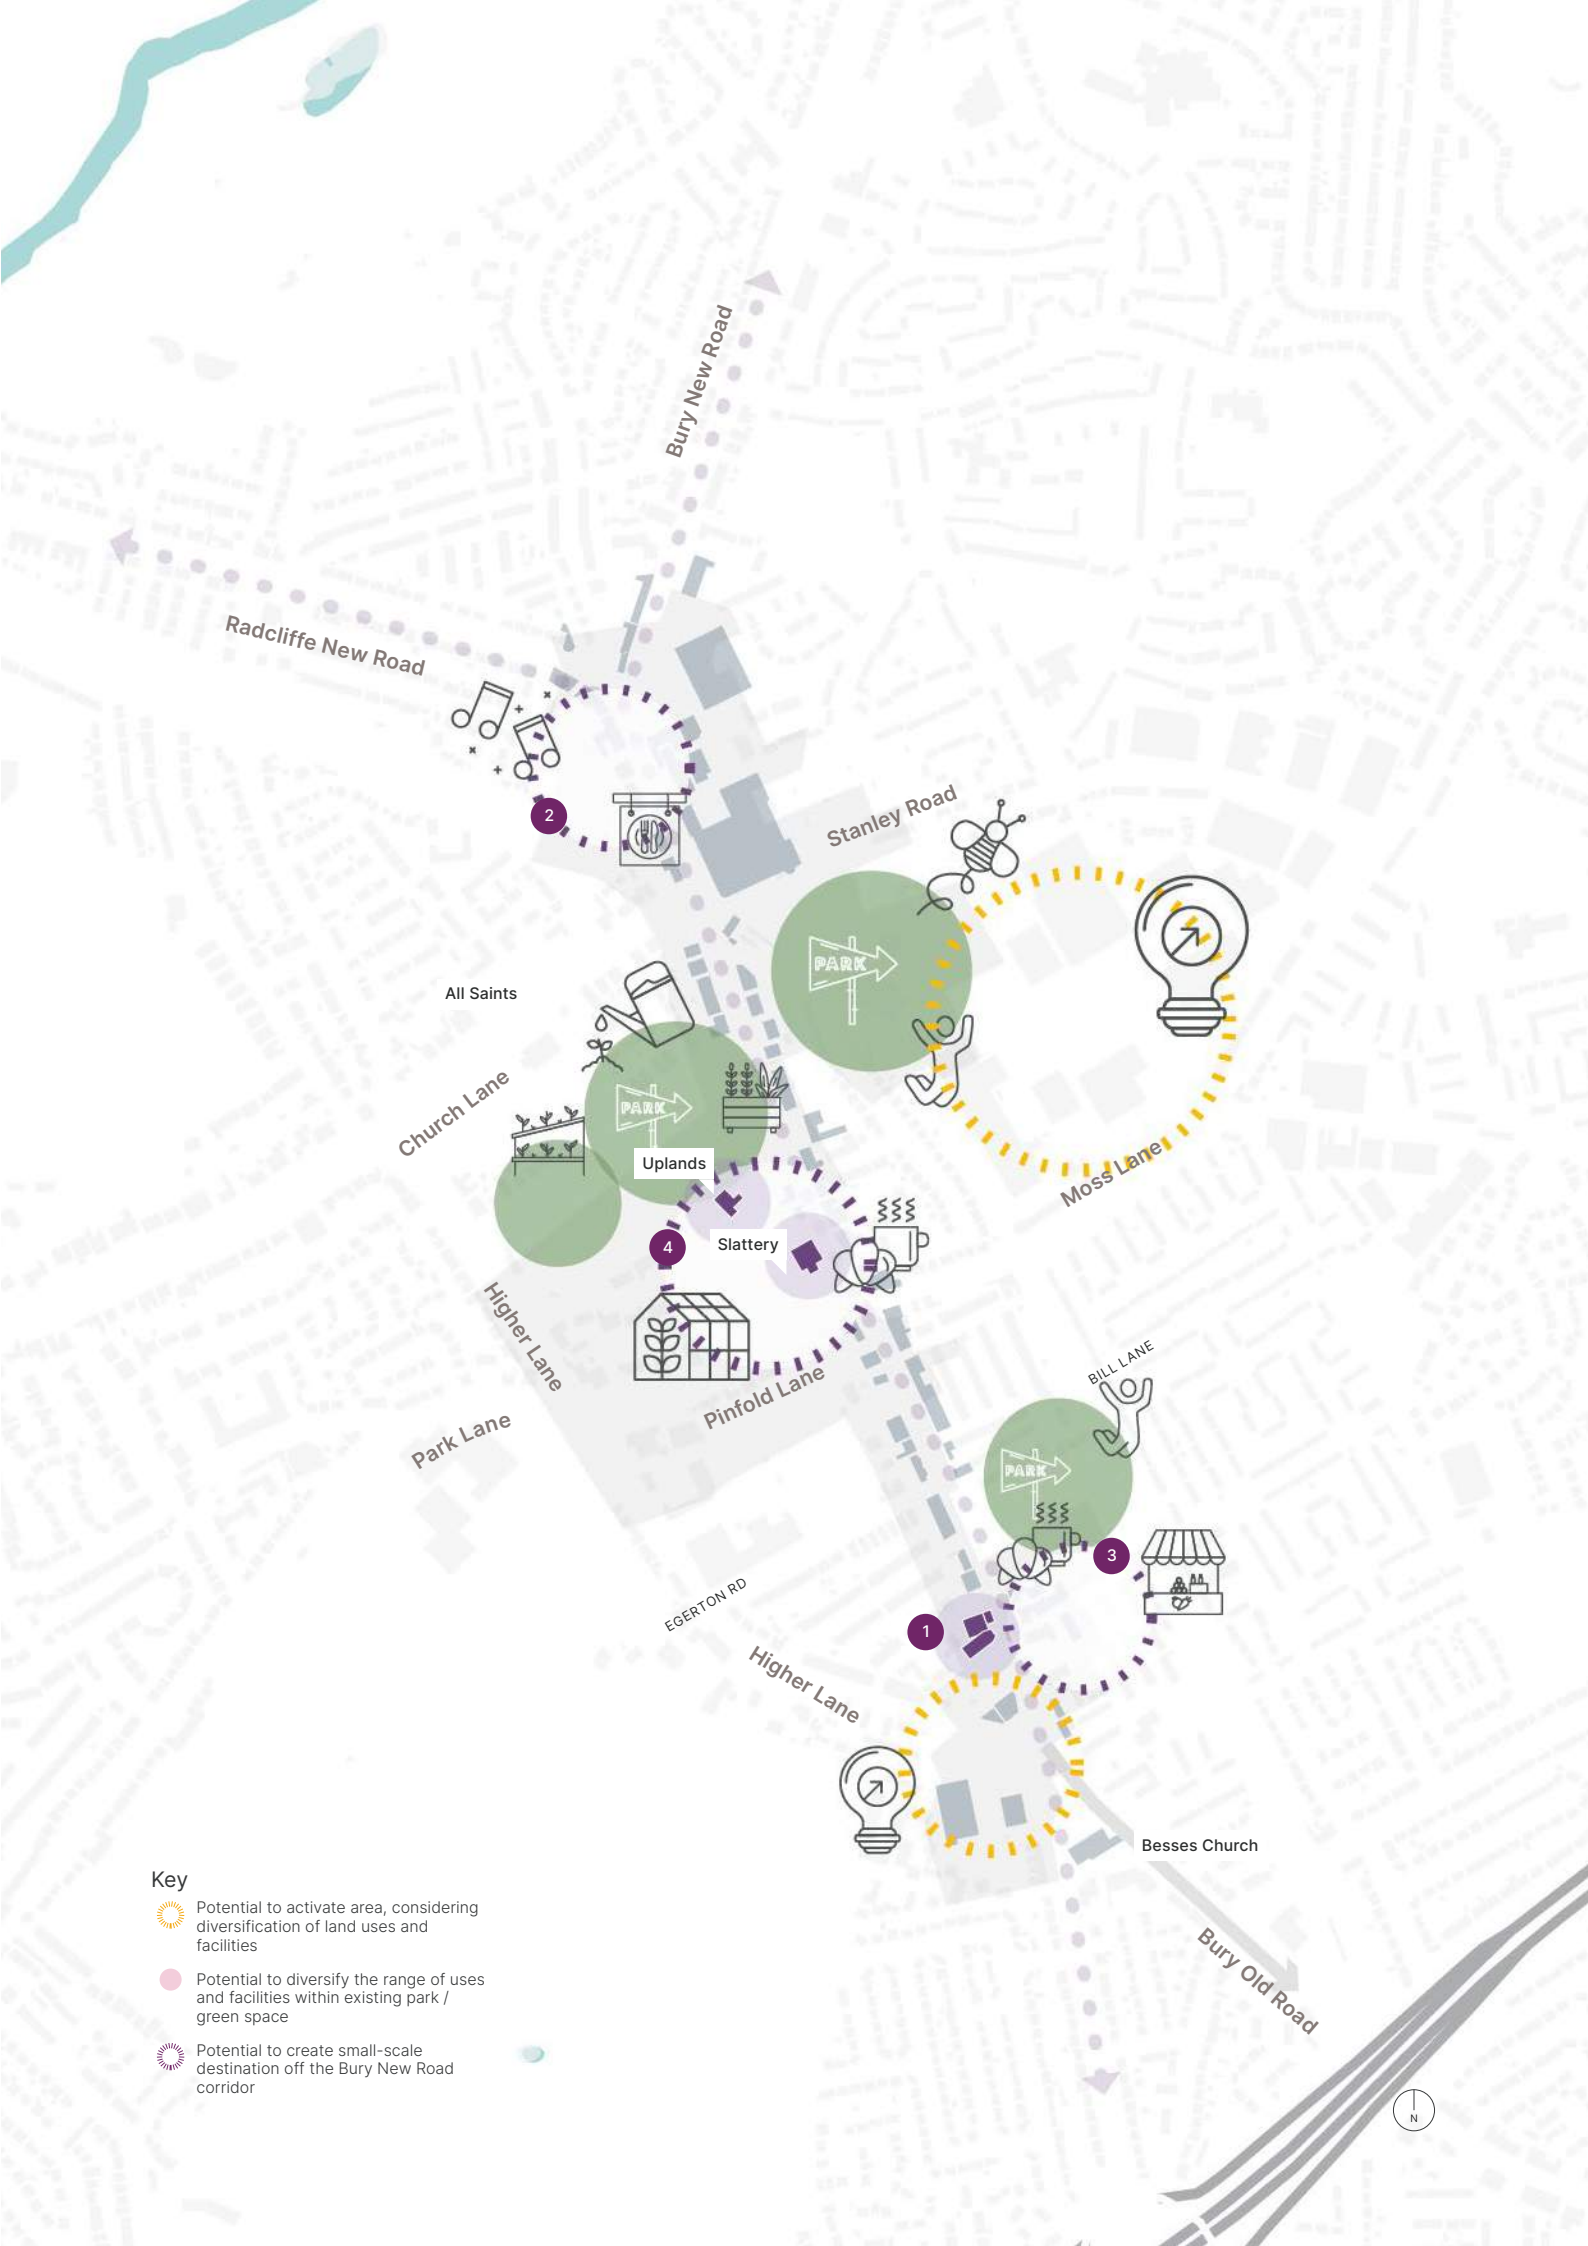 Bury New Road
Radcliffe New Road
2
Stanley Road
PARK
All Saints
Church Lane
PARK
Moss Lane
Uplands
4
Slattery
Higher Lane
BILL LANE
Pinfold Lane
Park Lane
PARK
3
EGERTON RD
1
Higher Lane
Besses Church
Key
Potential to activate area, considering
diversification of land uses and
facilities
Potential to diversify the range of uses
and facilities within existing park /
green space
Potential to create small-scale
destination off the Bury New Road
corridor
Bury Old Road
N